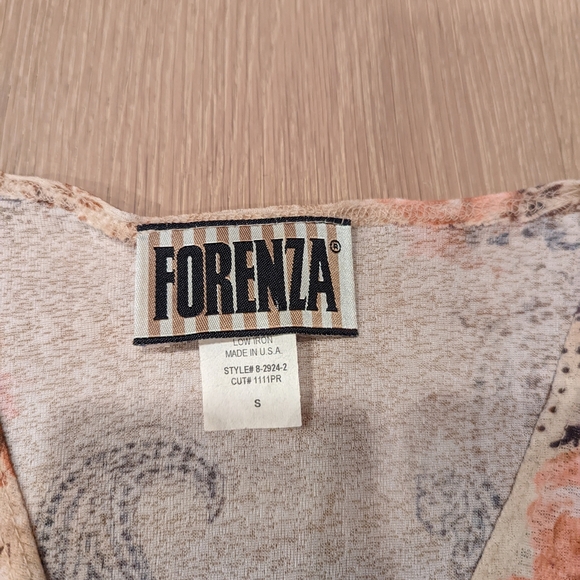 FORENZA®
LOW IRON
MADE IN U.S.A.
STYLE# 8-2924-2
CUT# 1111PR
S